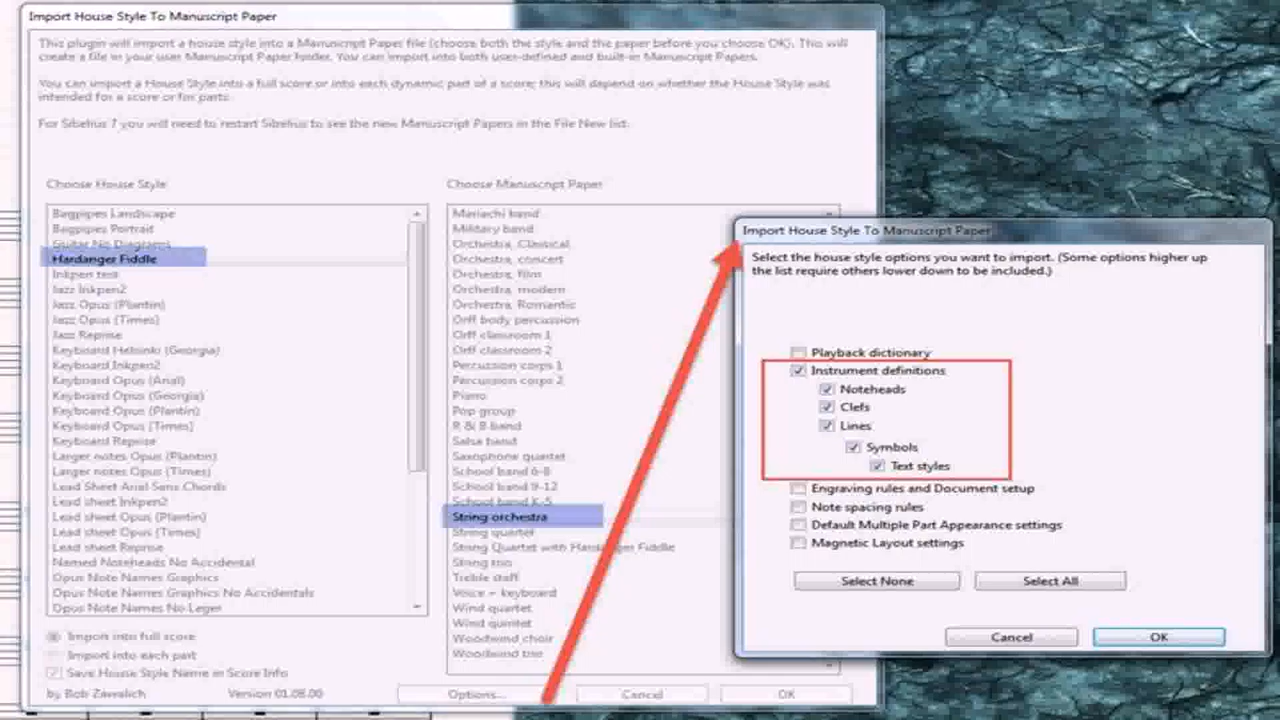 Import House Style To Manuscript Paper
This plugin will import a house style into a Manuscript Paper file (choose both the style and the paper before you choose OK). This will
create a file in your user Manuscript Paper folder. You can import into both user-defined and built-in Manuscript Papers.
You can import a House Style into a full score or into each dynamic part of a score; this will depend on whether the House Style was
intended for a score or for parts.
For Sibelius 7 you will need to restart Sibelius to see the new Manuscript Papers in the File New list.
Choose House Style
Bagpipes Landscape
Bagpipes Portrait
Guitar No Diagrams
Hardanger Fiddle
Inkpen text
Jazz Inkpen2
Jazz Opus (Plantin)
Jazz Opus (Times)
Jazz Reprise
Keyboard Helsinki (Georgia)
Keyboard Inkpen2
Keyboard Opus (Arial)
Keyboard Opus (Georgia)
Keyboard Opus (Plantin)
Keyboard Opus (Times)
Keyboard Reprise
Larger notes Opus (Plantin)
Larger notes Opus (Times)
Lead Sheet Arial Sans Chords
Lead sheet Inkpen2
Lead sheet Opus (Plantin)
Lead sheet Opus (Times)
Lead sheet Reprise
Named Noteheads No Accidental
Opus Note Names Graphics
Opus Note Names Graphics No Accidentals
Opus Note Names No Leger
Choose Manuscript Paper
Mariachi band
Military band
Orchestra, Classical
Orchestra, concert
Orchestra, film
Orchestra, modern
Orchestra, Romantic
Orff body percussion
Orff classroom 1
Orff classroom 2
Percussion corps 1
Percussion corps 2
Piano
Pop group
R & B band
Salsa band
Saxophone quartet
School band 6-8
School band 9-12
School band K-5
String orchestra
String quartet
String Quartet with Hardanger Fiddle
String trio
Treble staff
Voice + keyboard
Wind quartet
Wind quintet
Woodwind choir
Woodwind trio
Import into full score
Import into each part
Save House Style Name in Score Info
by Bob Zawalich
Version 01.08.00
Options...
Cancel
OK
Import House Style To Manuscript Paper
Select the house style options you want to import. (Some options higher up
the list require others lower down to be included.)
Playback dictionary
Instrument definitions
Noteheads
Clefs
Lines
Symbols
Text styles
Engraving rules and Document setup
Note spacing rules
Default Multiple Part Appearance settings
Magnetic Layout settings
Select None
Select All
Cancel
OK